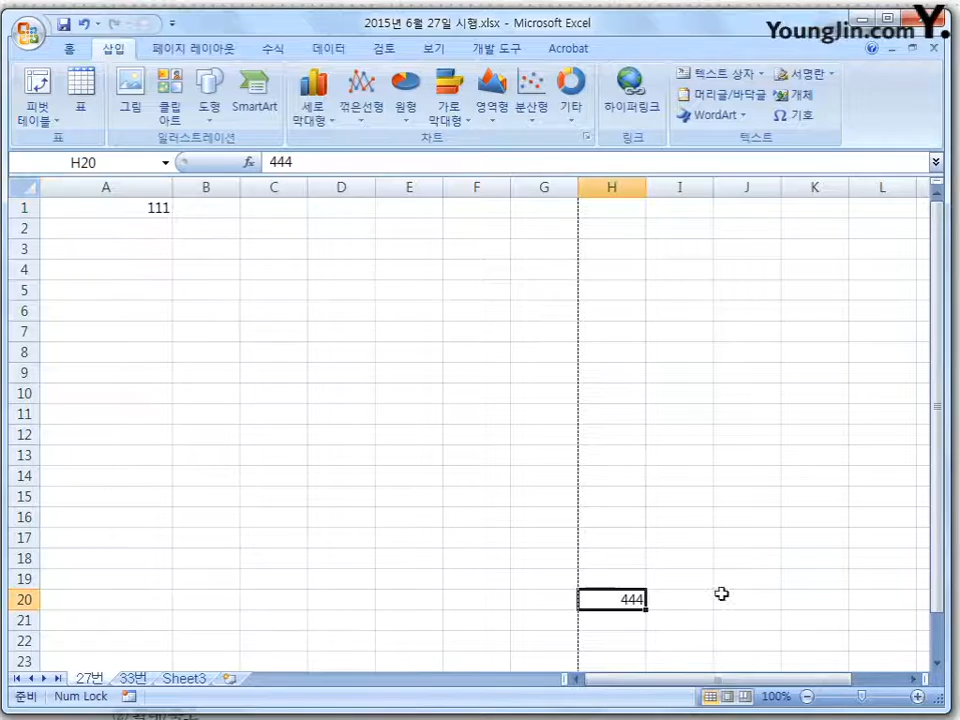 2015년 6월 27일 시행.xlsx - Microsoft Excel
YoungJin.com Y.
홈 삽입 페이지 레이아웃 수식 데이터 검토 보기 개발 도구 Acrobat
피벗 테이블 표 그림 클립 아트 도형 SmartArt 세로 막대형 꺾은선형 원형 가로 막대형 영역형 분산형 기타 하이퍼링크 텍스트 상자 서명란
머리글/바닥글 개체
WordArt Ω 기호
표 일러스트레이션 차트 링크 텍스트
H20 fx 444
A B C D E F G H I J K L
1 111
2
3
4
5
6
7
8
9
10
11
12
13
14
15
16
17
18
19
20 444
21
22
23
27번 33번 Sheet3
준비 Num Lock 100%